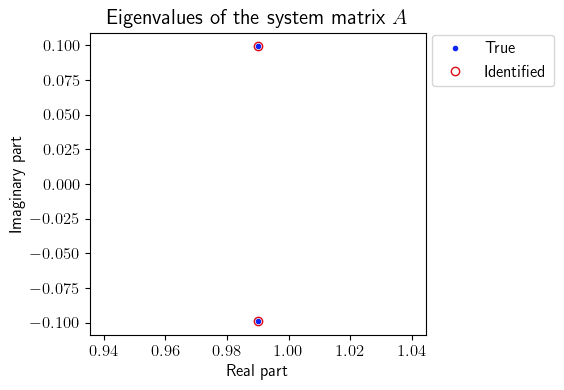 Eigenvalues of the system matrix A
True
Identified
Imaginary part
0.100
0.075
0.050
0.025
0.000
−0.025
−0.050
−0.075
−0.100
0.94 0.96 0.98 1.00 1.02 1.04
Real part